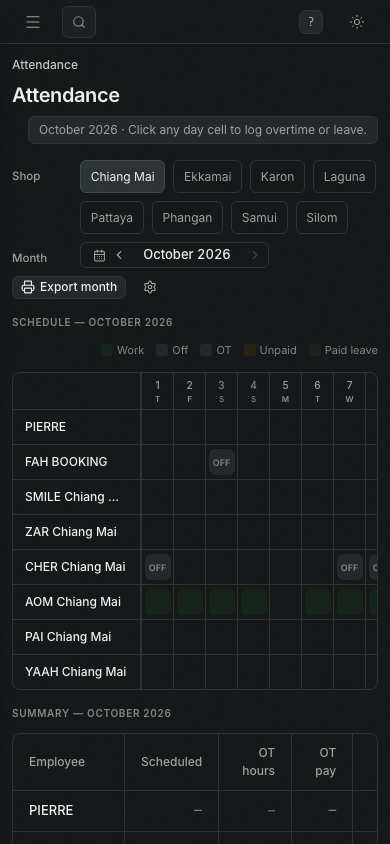 ?
Attendance
Attendance
October 2026 · Click any day cell to log overtime or leave.
Shop
Chiang Mai Ekkamai Karon Laguna
Pattaya Phangan Samui Silom
Month
October 2026
Export month
SCHEDULE — OCTOBER 2026
Work Off OT Unpaid Paid leave
1 2 3 4 5 6 7
T F S S M T W
PIERRE
FAH BOOKING OFF
SMILE Chiang ...
ZAR Chiang Mai
CHER Chiang Mai OFF OFF
AOM Chiang Mai
PAI Chiang Mai
YAAH Chiang Mai
SUMMARY — OCTOBER 2026
Employee Scheduled OT hours OT pay
PIERRE – – –